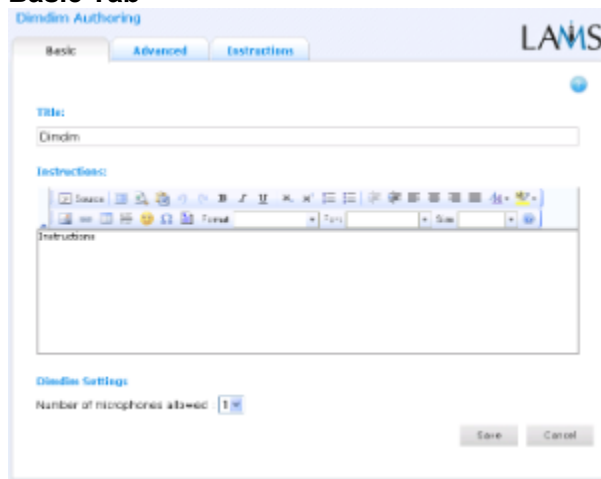 Basic Tab
Dimdim Authoring
LAMS
Basic Advanced Instructions
Title:
Dimdim
Instructions:
Source B I U
Format Font Size
Instructions
Dimdim Settings
Number of microphones allowed : 1
Save Cancel